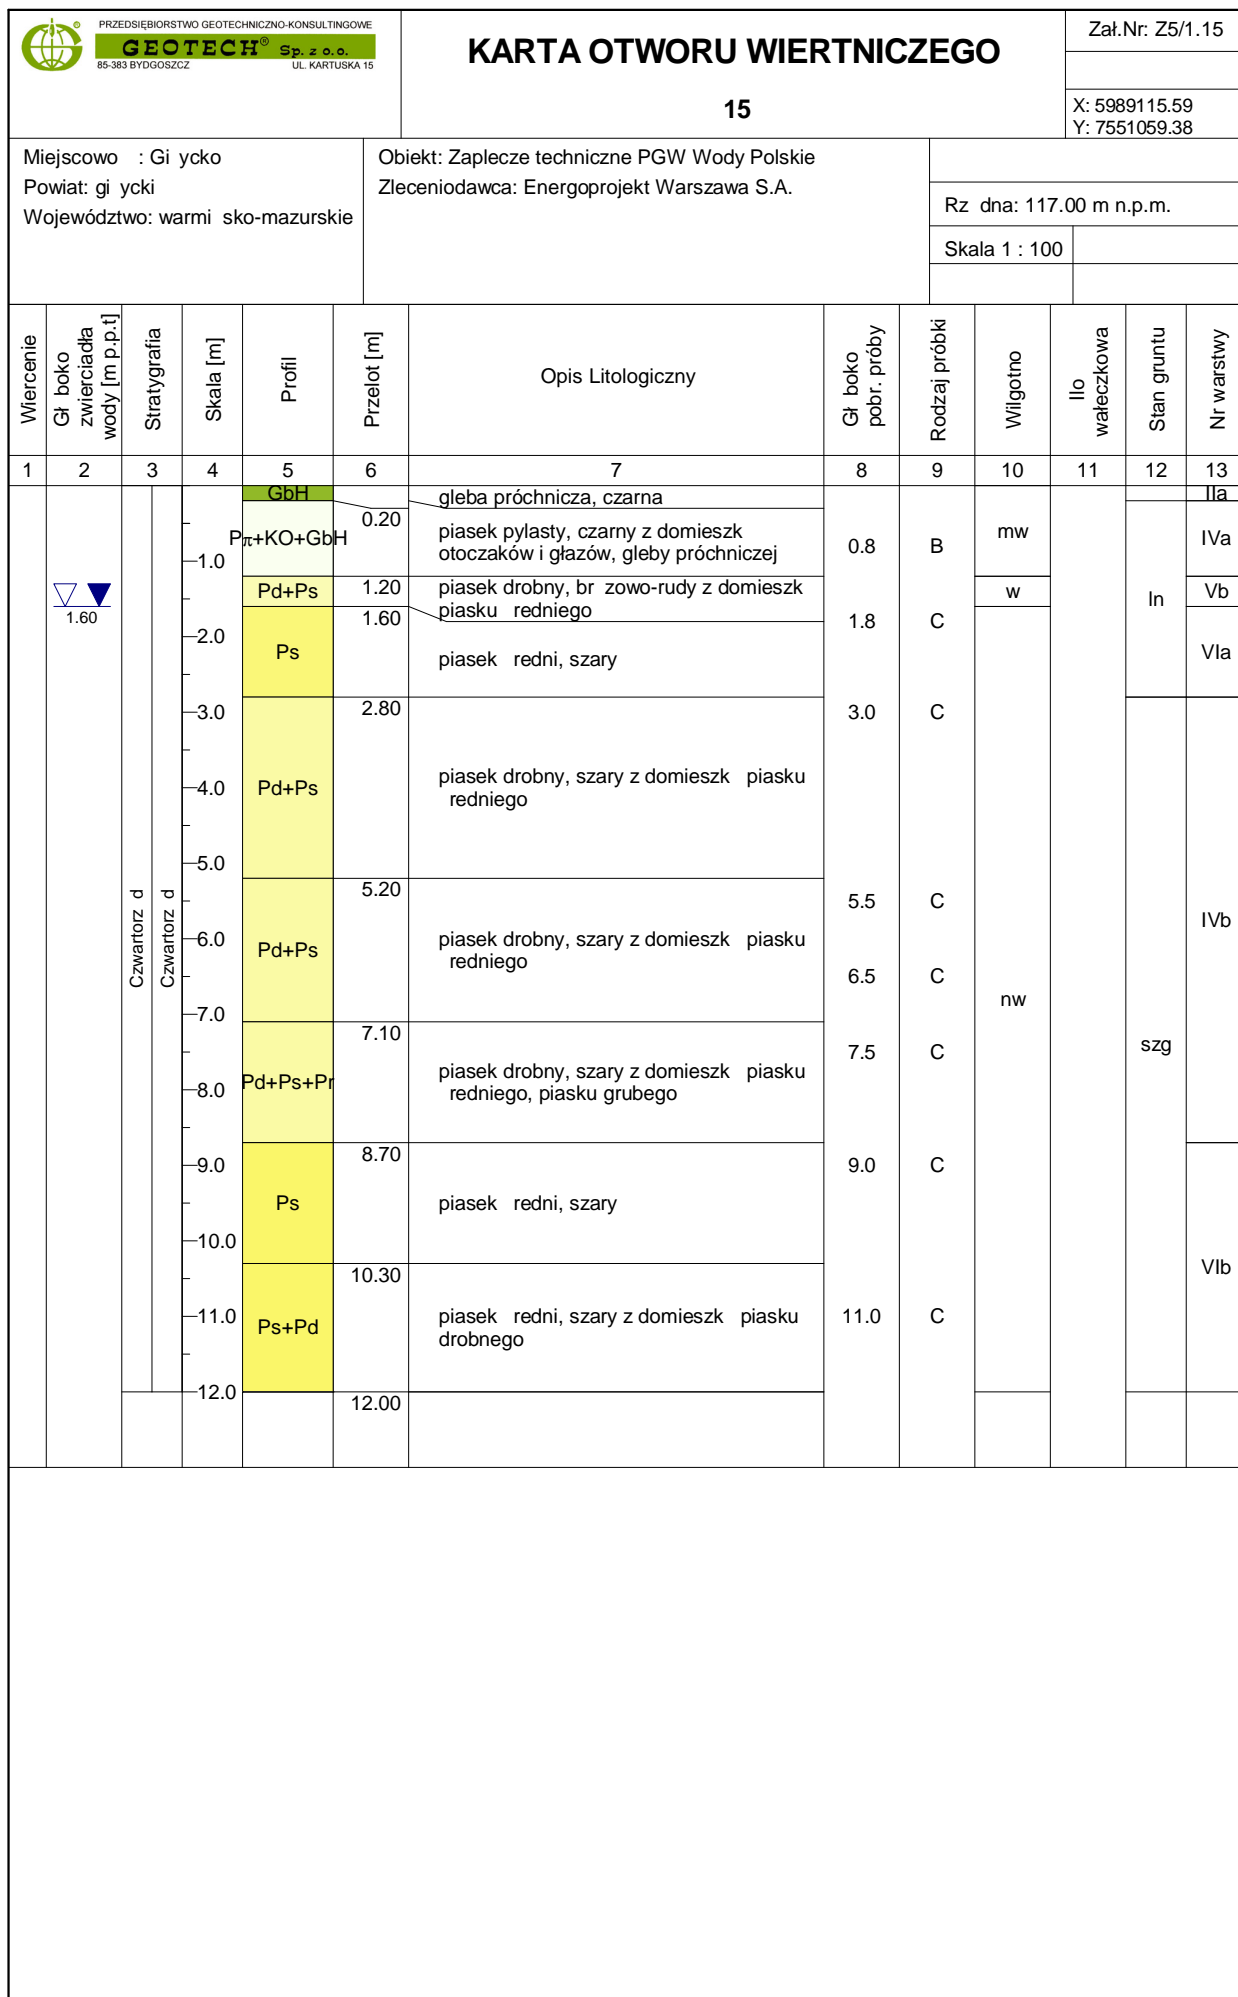 PRZEDSIĘBIORSTWO GEOTECHNICZNO-KONSULTINGOWE
GEOTECH® Sp. z o.o.
85-383 BYDGOSZCZ UL. KARTUSKA 15
KARTA OTWORU WIERTNICZEGO
15
Zał.Nr: Z5/1.15
X: 5989115.59
Y: 7551059.38
Miejscowo : Gi ycko
Powiat: gi ycki
Województwo: warmi sko-mazurskie
Obiekt: Zaplecze techniczne PGW Wody Polskie
Zleceniodawca: Energoprojekt Warszawa S.A.
Rz dna: 117.00 m n.p.m.
Skala 1 : 100
Wiercenie
Gł boko
zwierciadła
wody [m p.p.t]
Stratygrafia
Skala [m]
Profil
Przelot [m]
Opis Litologiczny
Gł boko
pobr. próby
Rodzaj próbki
Wilgotno
Ilo
wałeczkowa
Stan gruntu
Nr warstwy
1 2 3 4 5 6 7 8 9 10 11 12 13
GbH gleba próchnicza, czarna IIa
0.20
Pπ+KO+GbH piasek pylasty, czarny z domieszk
otoczaków i głazów, gleby próchniczej
0.8 B mw IVa
1.0
Pd+Ps 1.20 piasek drobny, br zowo-rudy z domieszk
piasku redniego
w ln Vb
1.60
1.60
1.8 C
2.0
Ps piasek redni, szary VIa
2.80
3.0
3.0 C
4.0
Pd+Ps piasek drobny, szary z domieszk piasku
redniego
5.0
5.20
5.5 C
Czwartorz d
Czwartorz d
6.0
Pd+Ps piasek drobny, szary z domieszk piasku
redniego
IVb
6.5 C
7.0
nw
7.10
7.5 C
szg
8.0
Pd+Ps+Pr piasek drobny, szary z domieszk piasku
redniego, piasku grubego
8.70
9.0
9.0 C
Ps piasek redni, szary
10.0
10.30
VIb
11.0
Ps+Pd piasek redni, szary z domieszk piasku
drobnego
11.0 C
12.0
12.00